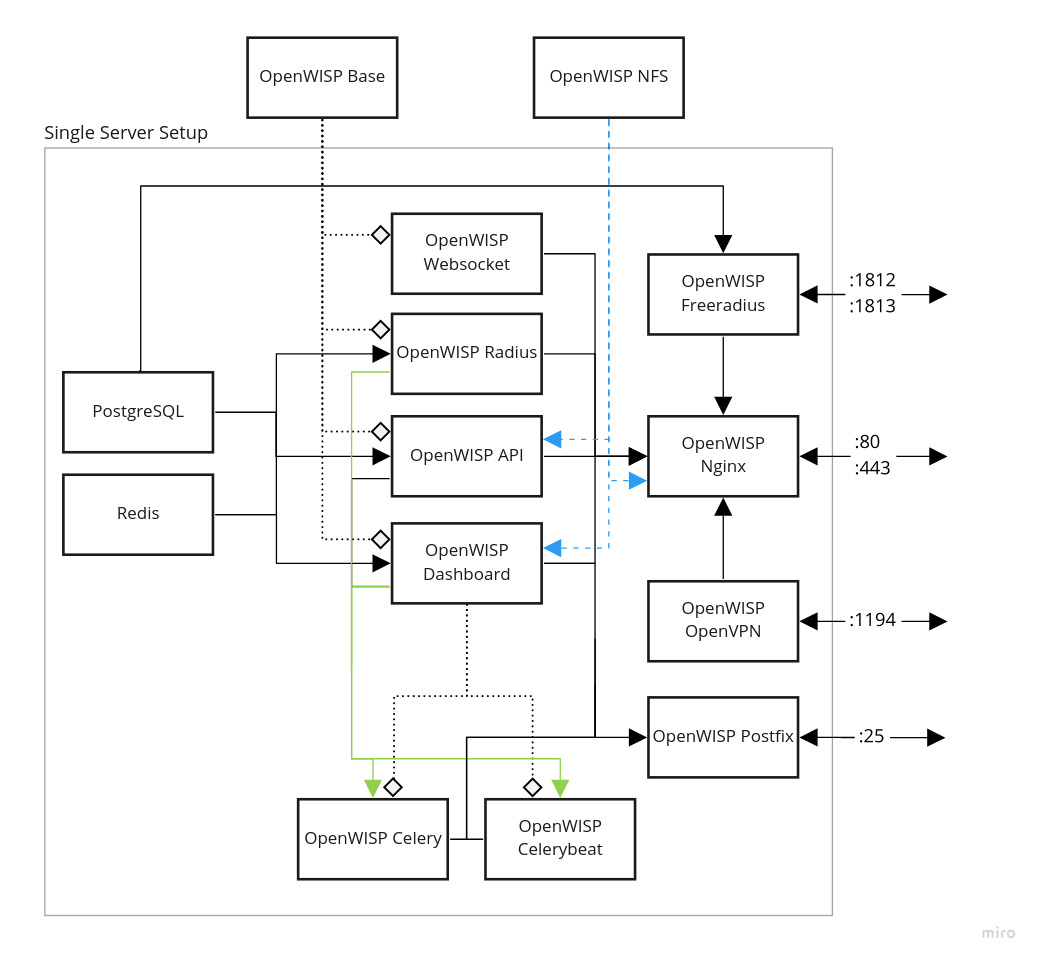 OpenWISP Base
OpenWISP NFS
Single Server Setup
OpenWISP
Websocket
OpenWISP
Freeradius
:1812
:1813
OpenWISP Radius
PostgreSQL
OpenWISP API
OpenWISP
Nginx
:80
:443
Redis
OpenWISP
Dashboard
OpenWISP
OpenVPN
:1194
OpenWISP Postfix
:25
OpenWISP Celery
OpenWISP
Celerybeat
miro